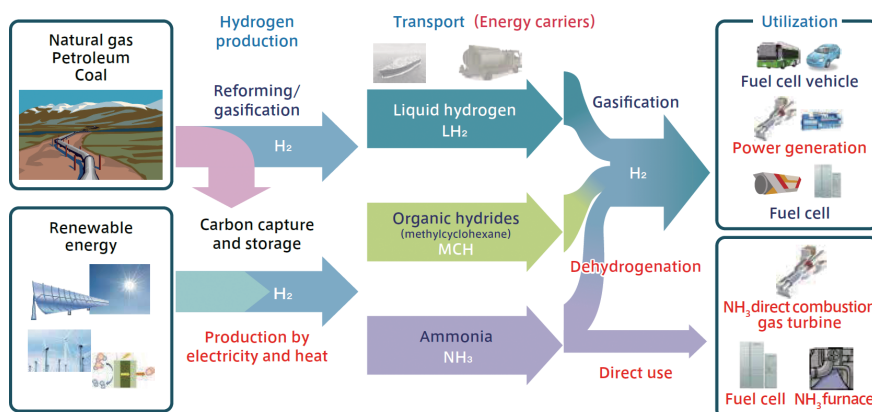 Natural gas
Petroleum
Coal
Hydrogen
production
Transport (Energy carriers)
Utilization
Reforming/
gasification
H₂
Liquid hydrogen
LH₂
Gasification
H₂
Fuel cell vehicle
Power generation
Fuel cell
Renewable
energy
Carbon capture
and storage
H₂
Production by
electricity and heat
Organic hydrides
(methylcyclohexane)
MCH
Dehydrogenation
Ammonia
NH₃
Direct use
NH₃direct combustion
gas turbine
Fuel cell
NH₃furnace